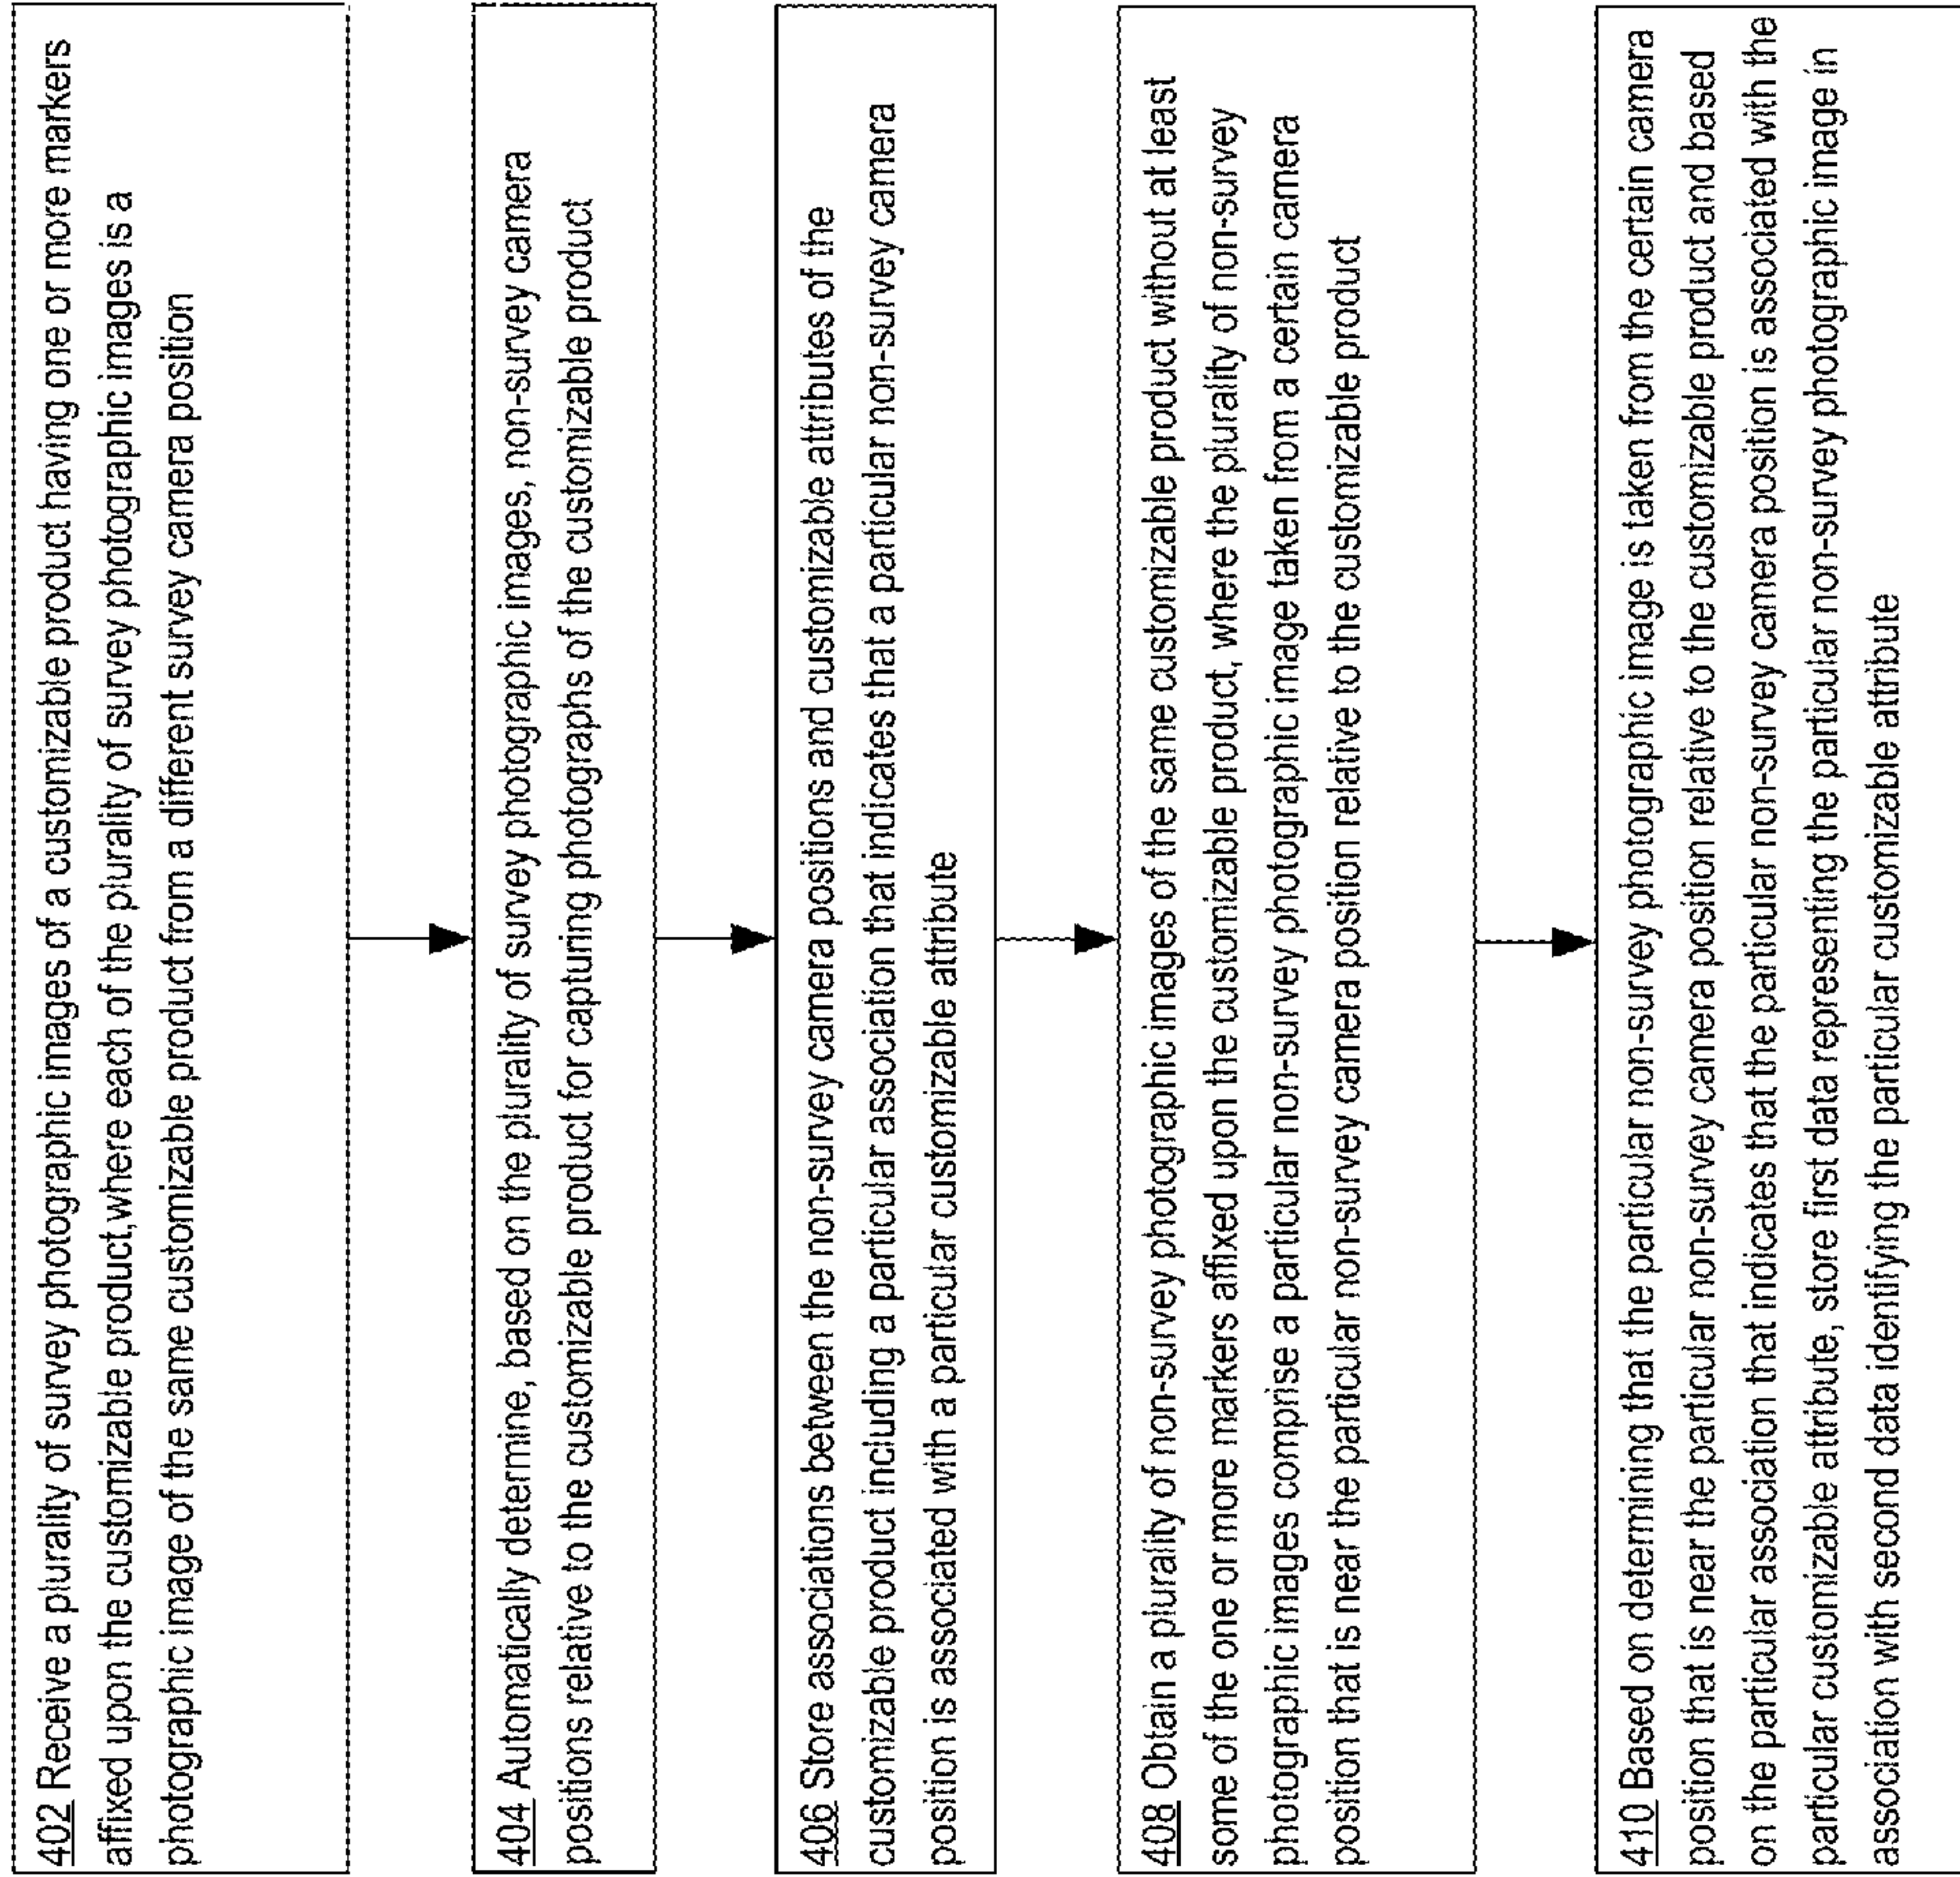 402 Receive a plurality of survey photographic images of a customizable product having one or more markers
affixed upon the customizable product,where each of the plurality of survey photographic images is a
photographic image of the same customizable product from a different survey camera position
404 Automatically determine, based on the plurality of survey photographic images, non-survey camera
positions relative to the customizable product for capturing photographs of the customizable product
406 Store associations between the non-survey camera positions and customizable attributes of the
customizable product including a particular association that indicates that a particular non-survey camera
position is associated with a particular customizable attribute
408 Obtain a plurality of non-survey photographic images of the same customizable product without at least
some of the one or more markers affixed upon the customizable product, where the plurality of non-survey
photographic images comprise a particular non-survey photographic image taken from a certain camera
position that is near the particular non-survey camera position relative to the customizable product
410 Based on determining that the particular non-survey photographic image is taken from the certain camera
position that is near the particular non-survey camera position relative to the customizable product and based
on the particular association that indicates that the particular non-survey camera position is associated with the
particular customizable attribute, store first data representing the particular non-survey photographic image in
association with second data identifying the particular customizable attribute